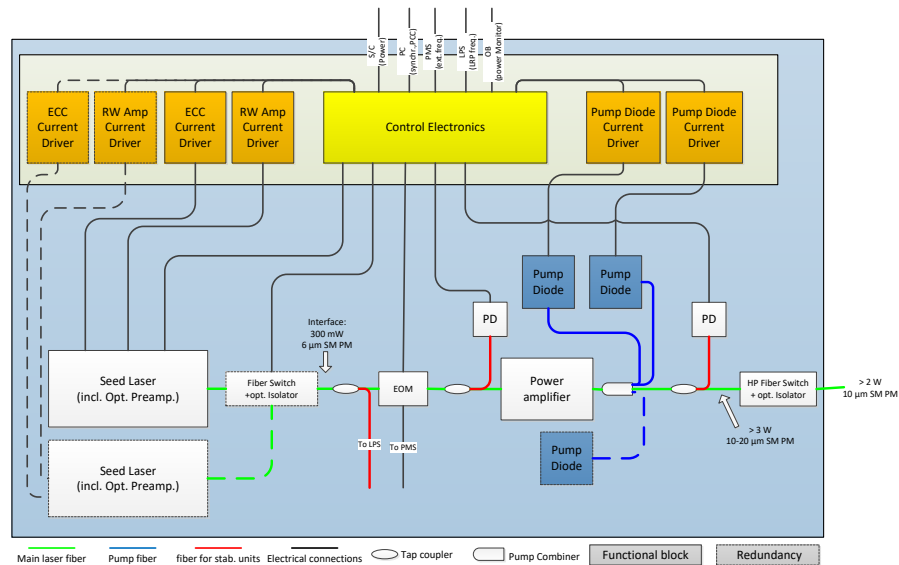 S/C
(Power)
PC
(synchr.,PCC)
PMS
(ext.freq.)
LPS
(LRP freq.)
OB
(power Monitor)
ECC
Current
Driver
RW Amp
Current
Driver
ECC
Current
Driver
RW Amp
Current
Driver
Control Electronics
Pump Diode
Current
Driver
Pump Diode
Current
Driver
Pump
Diode
Pump
Diode
PD
PD
Interface:
300 mW
6 µm SM PM
Seed Laser
(incl. Opt. Preamp.)
Fiber Switch
+opt. Isolator
EOM
Power
amplifier
HP Fiber Switch
+ opt. Isolator
> 2 W
10 µm SM PM
> 3 W
10-20 µm SM PM
To LPS
To PMS
Seed Laser
(incl. Opt. Preamp.)
Pump
Diode
Main laser fiber
Pump fiber
fiber for stab. units
Electrical connections
Tap coupler
Pump Combiner
Functional block
Redundancy